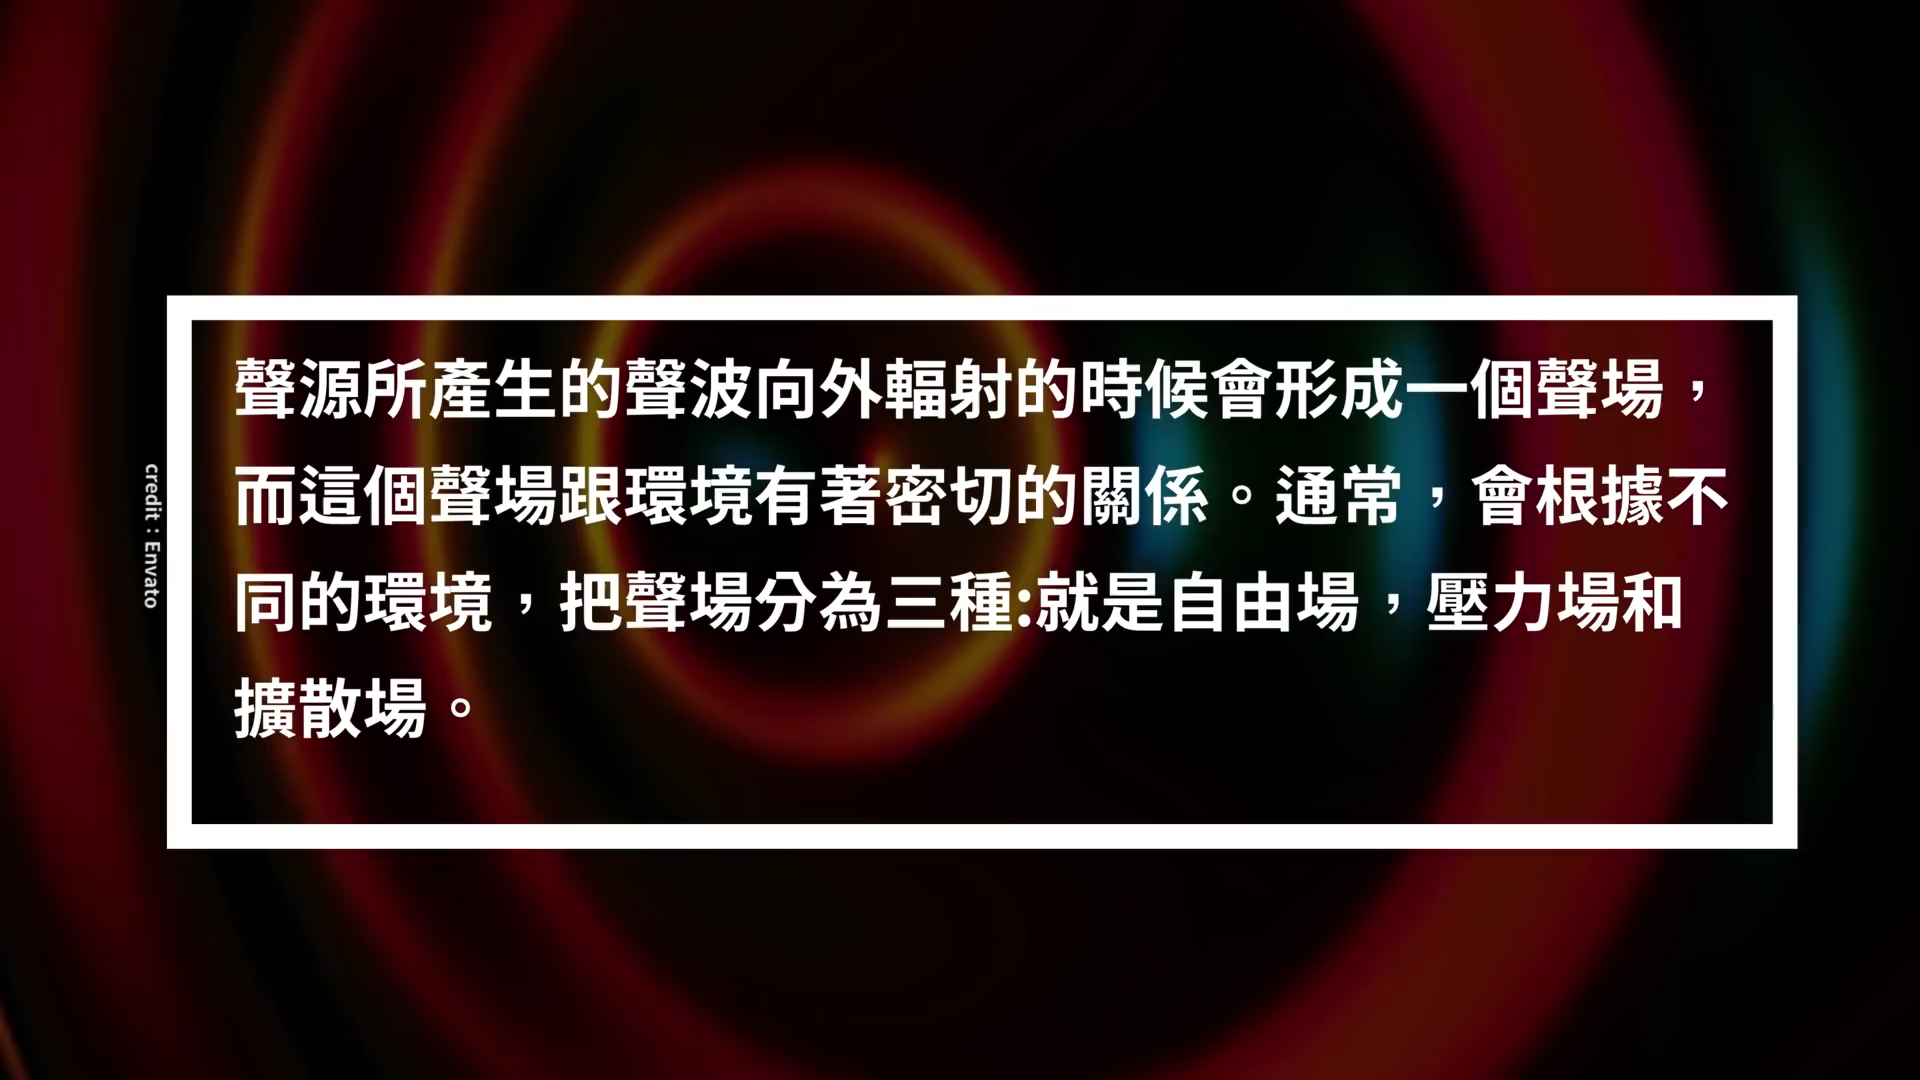 聲源所產生的聲波向外輻射的時候會形成一個聲場，
而這個聲場跟環境有著密切的關係。通常，會根據不
同的環境，把聲場分為三種:就是自由場，壓力場和
擴散場。
credit：Envato